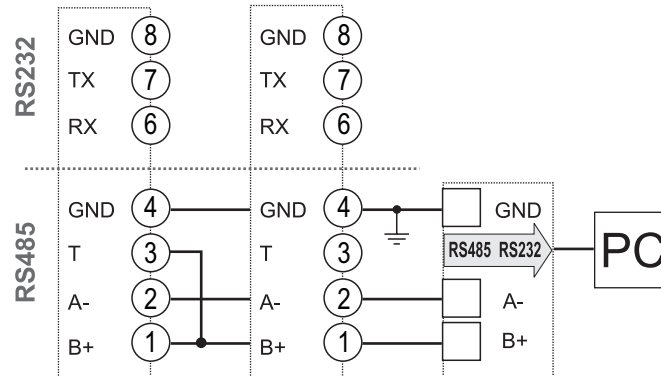 RS232
GND 8 GND 8
TX 7 TX 7
RX 6 RX 6
RS485
GND 4 GND 4 GND
T 3 T 3 RS485 RS232 PC
A- 2 A- 2 A-
B+ 1 B+ 1 B+